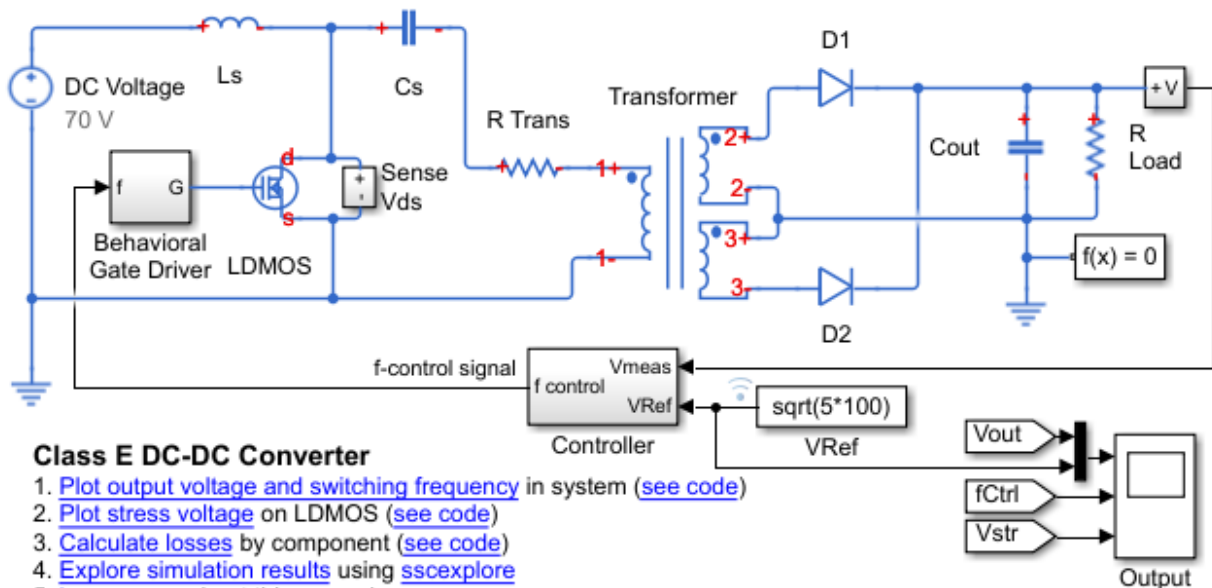 D1
DC Voltage
70 V
Ls
Cs
Transformer
+ V
R Trans
2+
Cout
R
Load
d
Sense
Vds
+
-
f
G
1+
2-
s
3+
Behavioral
Gate Driver
LDMOS
1-
3-
f(x) = 0
D2
f-control signal
Vmeas
f control
VRef
sqrt(5*100)
Controller
VRef
Vout
fCtrl
Vstr
Output
Class E DC-DC Converter
1. Plot output voltage and switching frequency in system (see code)
2. Plot stress voltage on LDMOS (see code)
3. Calculate losses by component (see code)
4. Explore simulation results using sscexplore